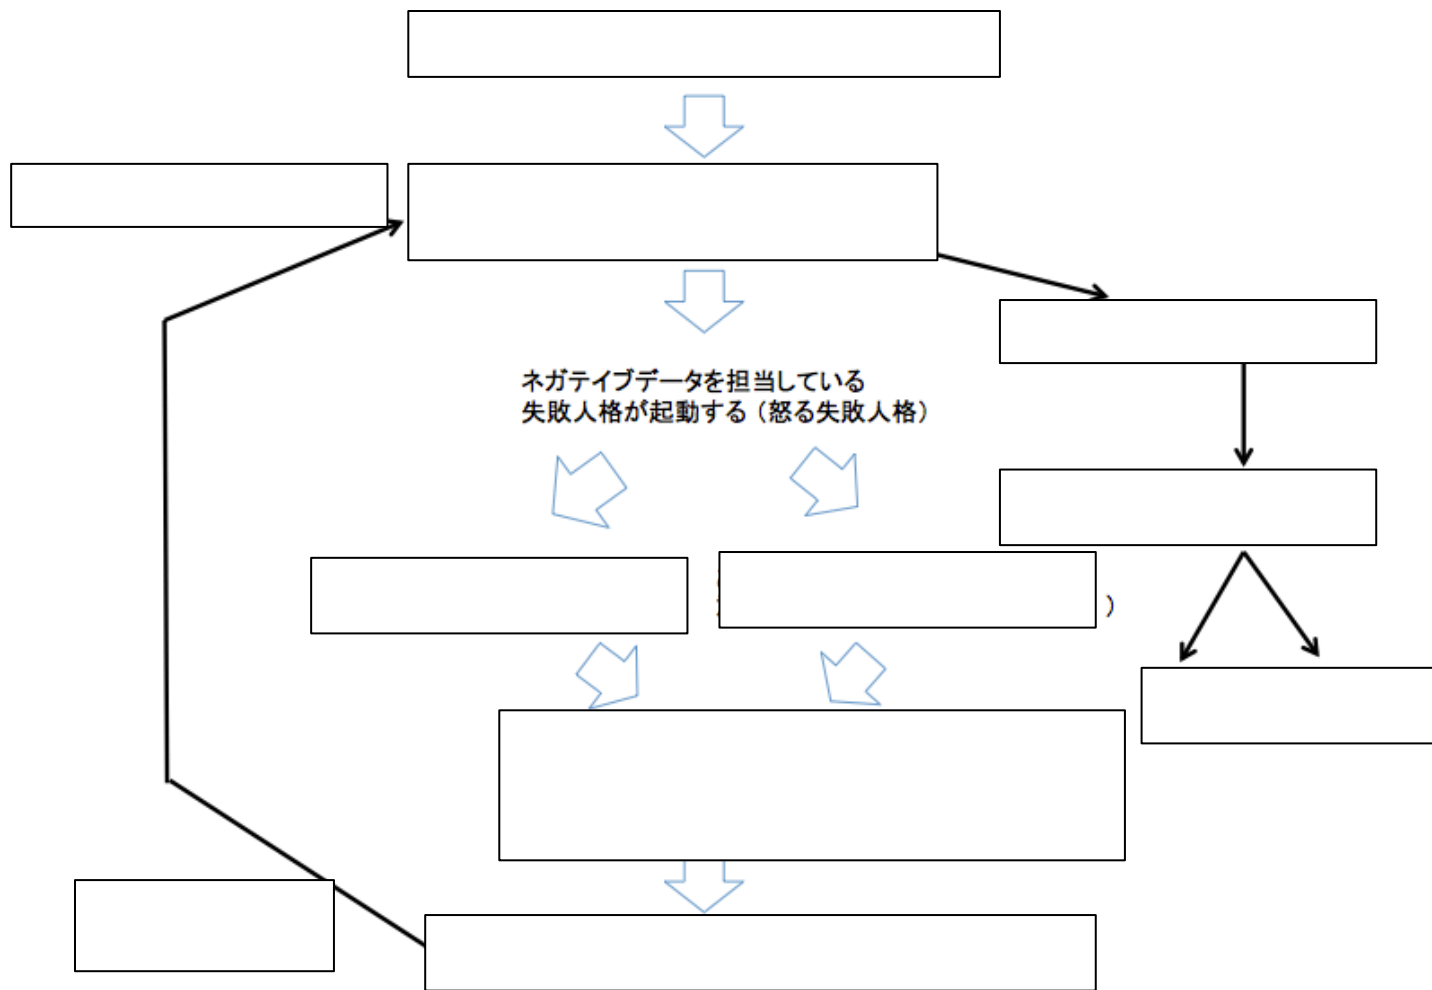 ネガテイブデータを担当している
失敗人格が起動する（怒る失敗人格）
）